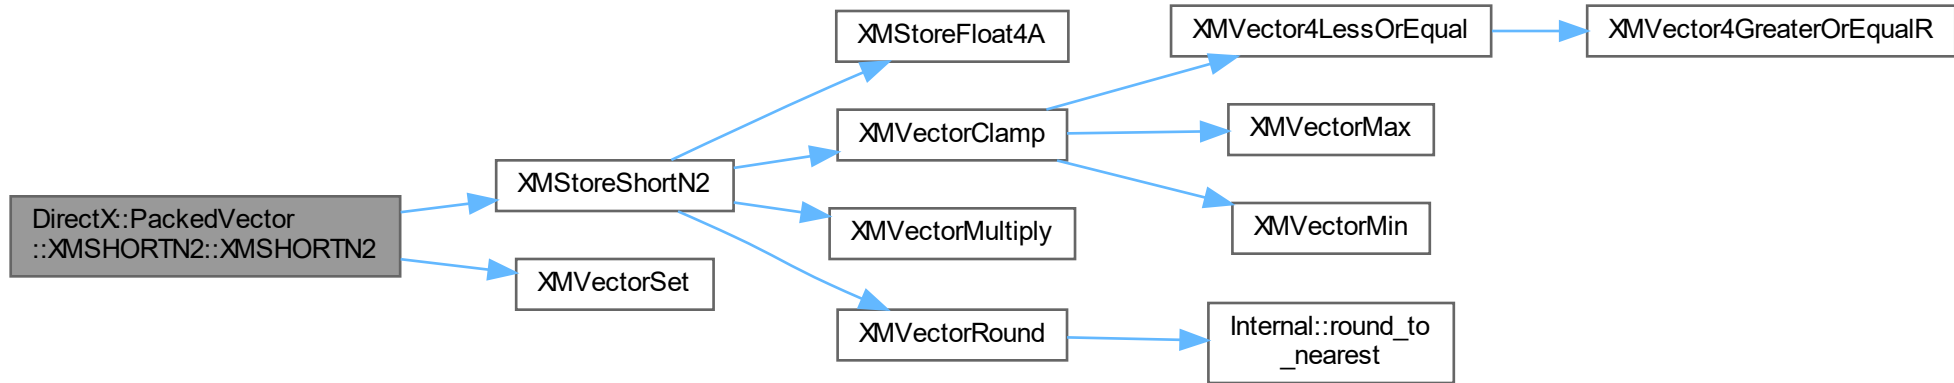 XMStoreFloat4A
XMVector4LessOrEqual
XMVector4GreaterOrEqualR
XMVectorClamp
XMVectorMax
XMStoreShortN2
DirectX::PackedVector
::XMSHORTN2::XMSHORTN2
XMVectorMultiply
XMVectorMin
XMVectorSet
XMVectorRound
Internal::round_to
_nearest